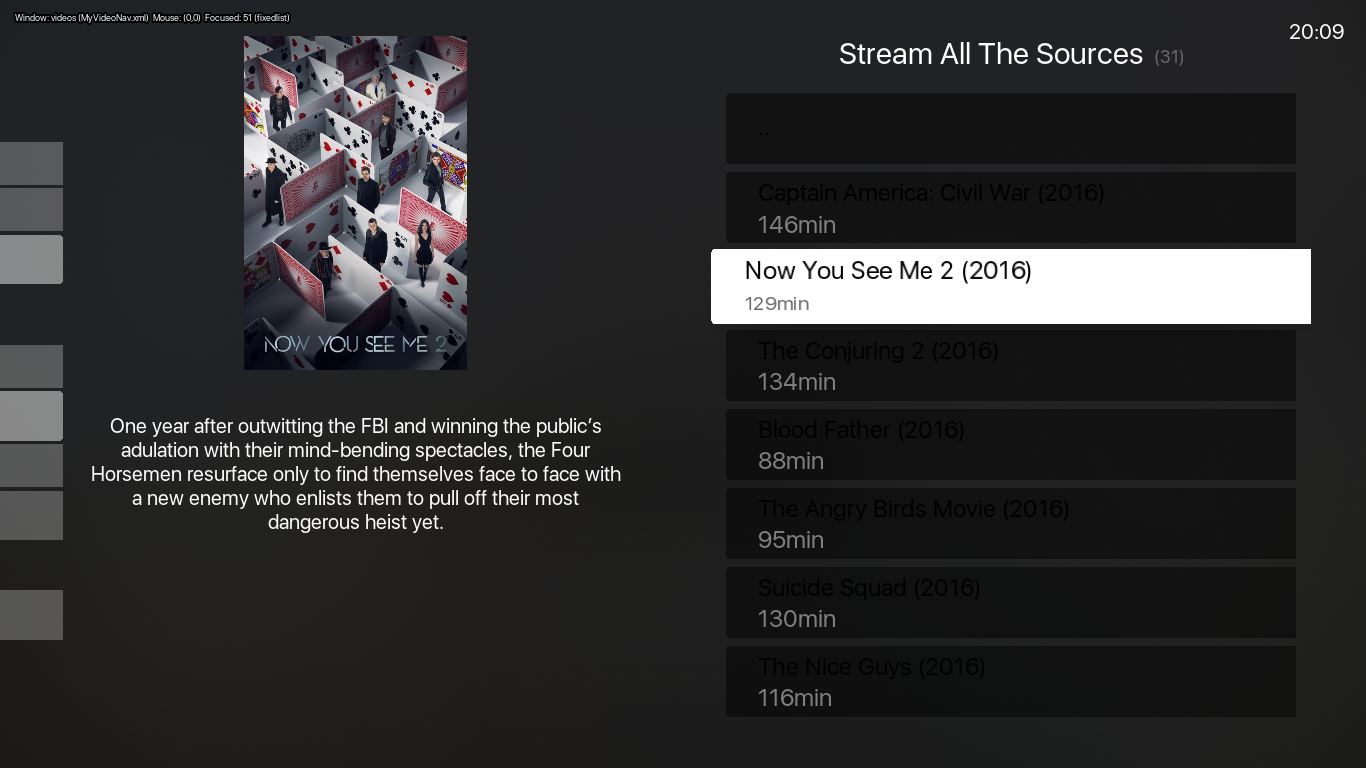 Window: videos (MyVideoNav.xml) Mouse: (0,0) Focused: 51 (fixedlist)
20:09
Stream All The Sources (31)
NOW YOU SEE ME 2
One year after outwitting the FBI and winning the public’s
adulation with their mind-bending spectacles, the Four
Horsemen resurface only to find themselves face to face with
a new enemy who enlists them to pull off their most
dangerous heist yet.
..
Captain America: Civil War (2016)
146min
Now You See Me 2 (2016)
129min
The Conjuring 2 (2016)
134min
Blood Father (2016)
88min
The Angry Birds Movie (2016)
95min
Suicide Squad (2016)
130min
The Nice Guys (2016)
116min